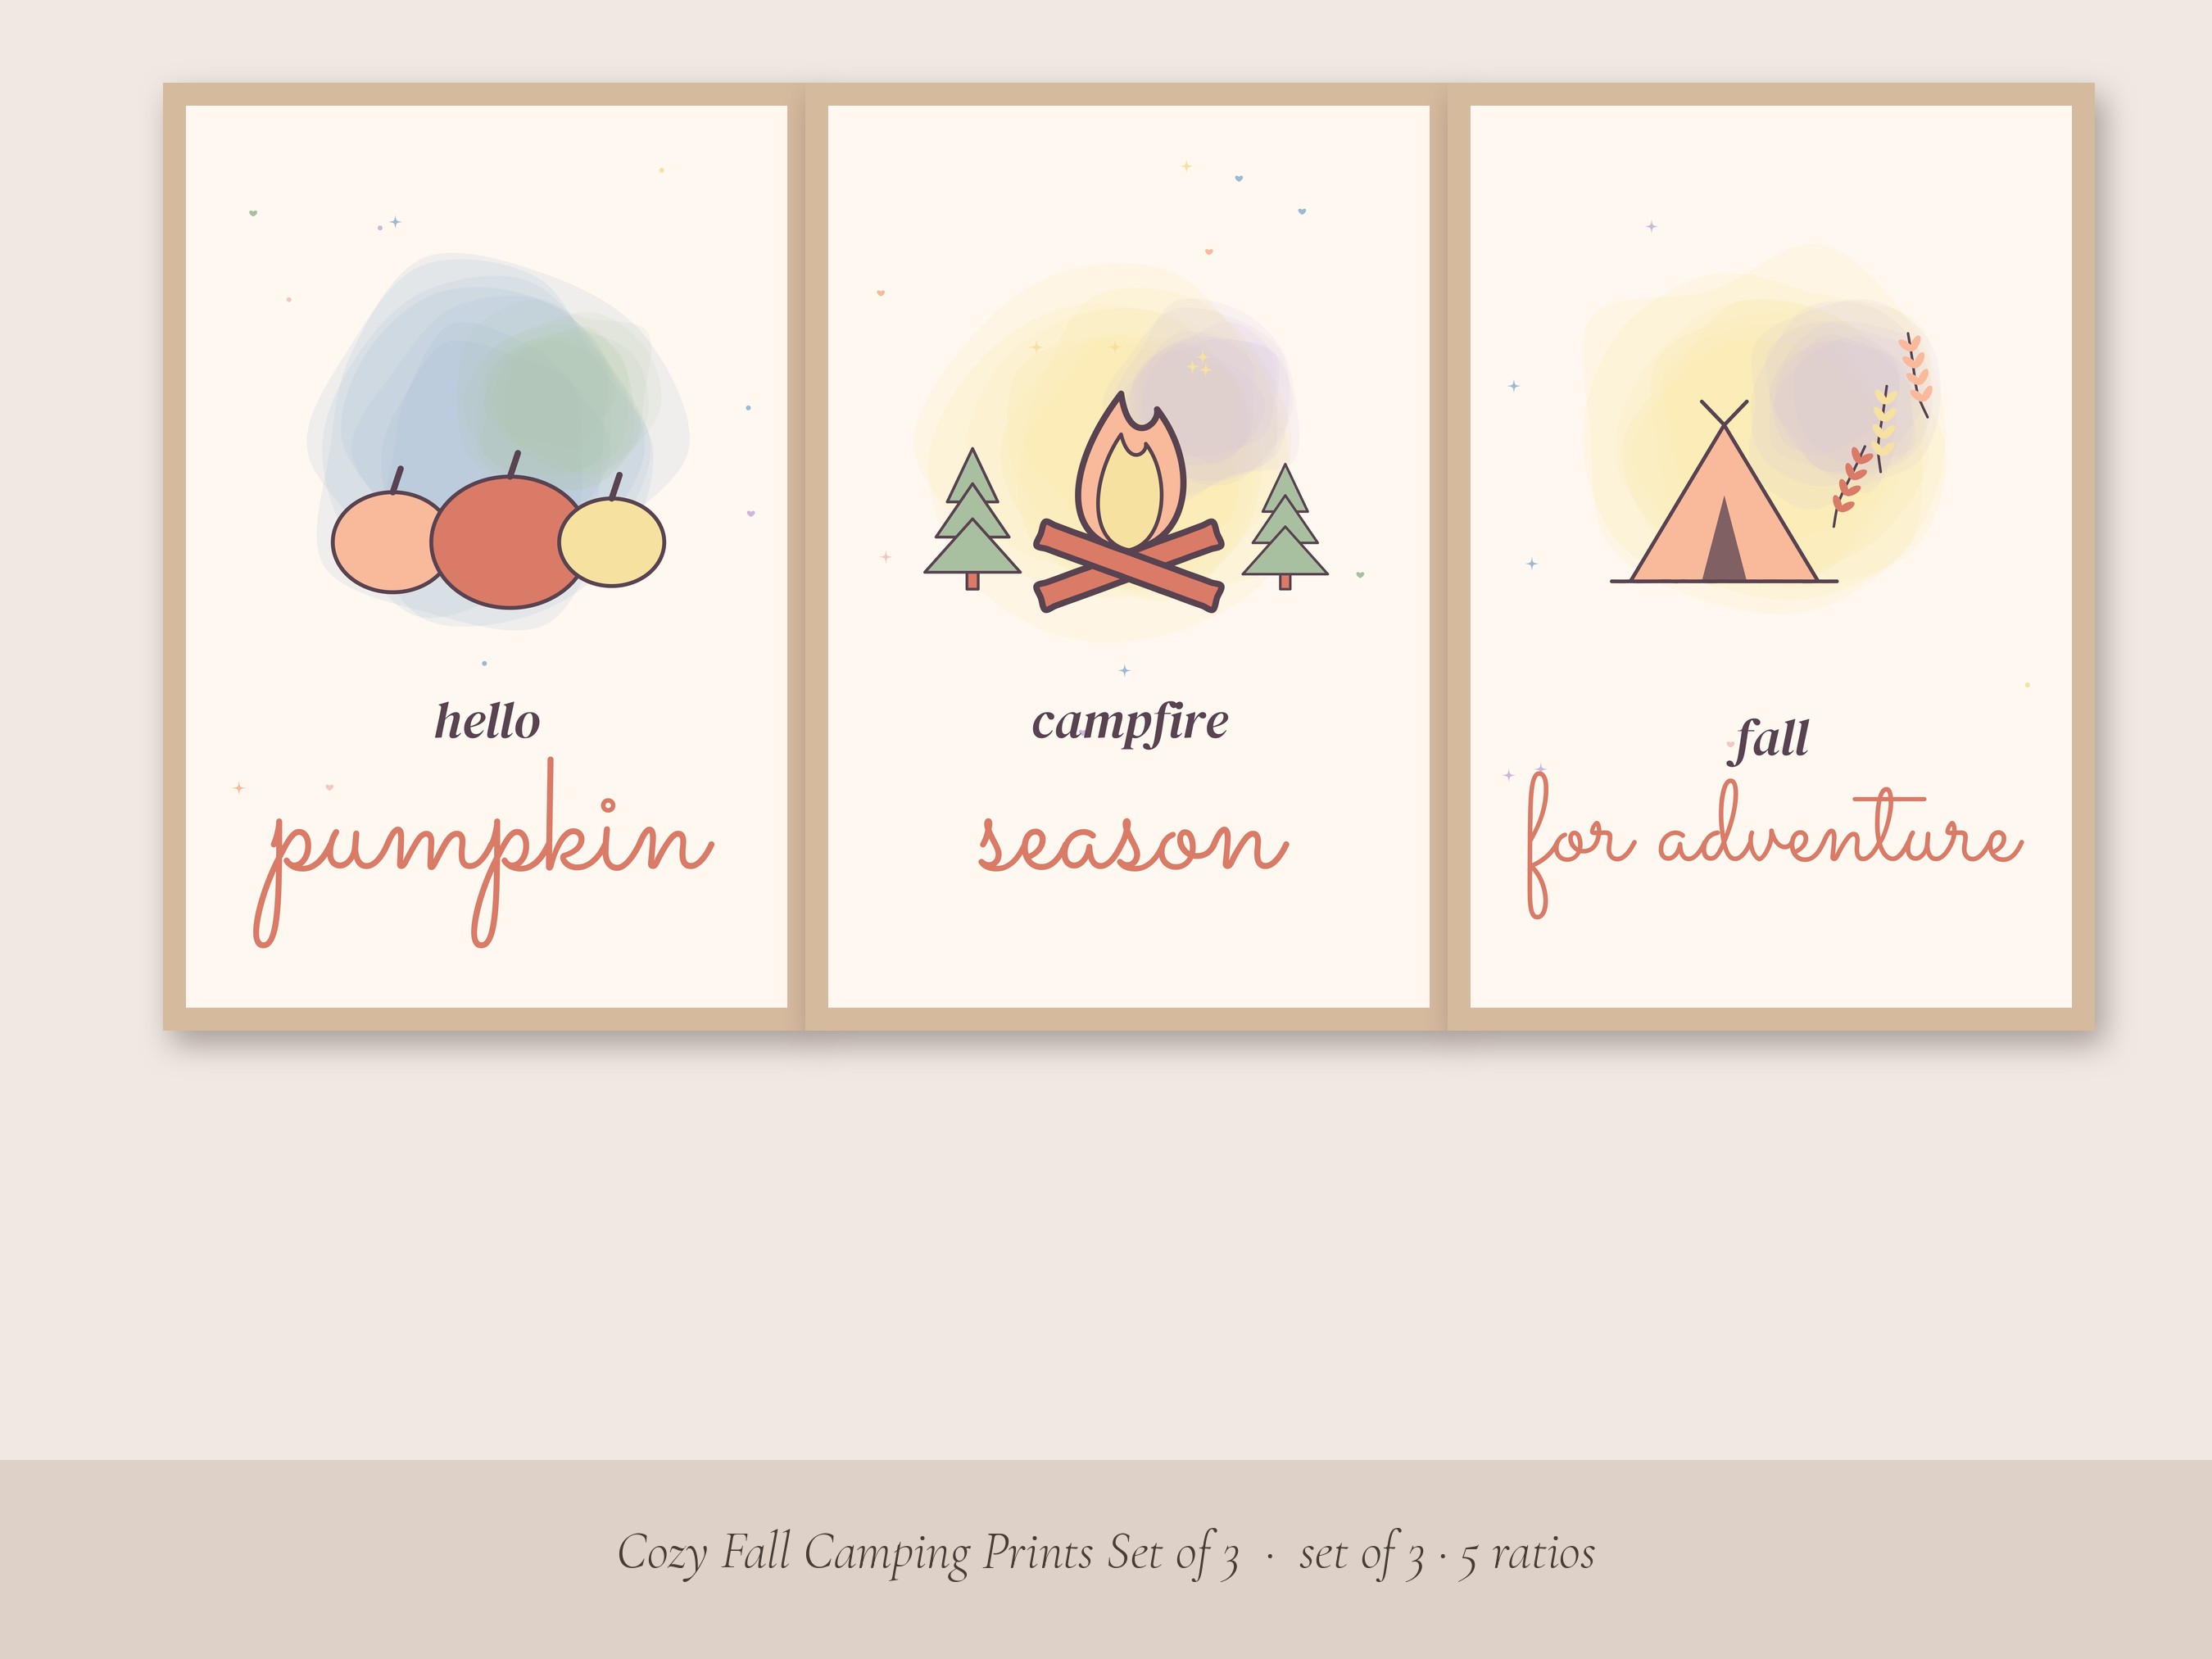 hello
pumpkin
campfire
season
fall
for adventure
Cozy Fall Camping Prints Set of 3 · set of 3 · 5 ratios